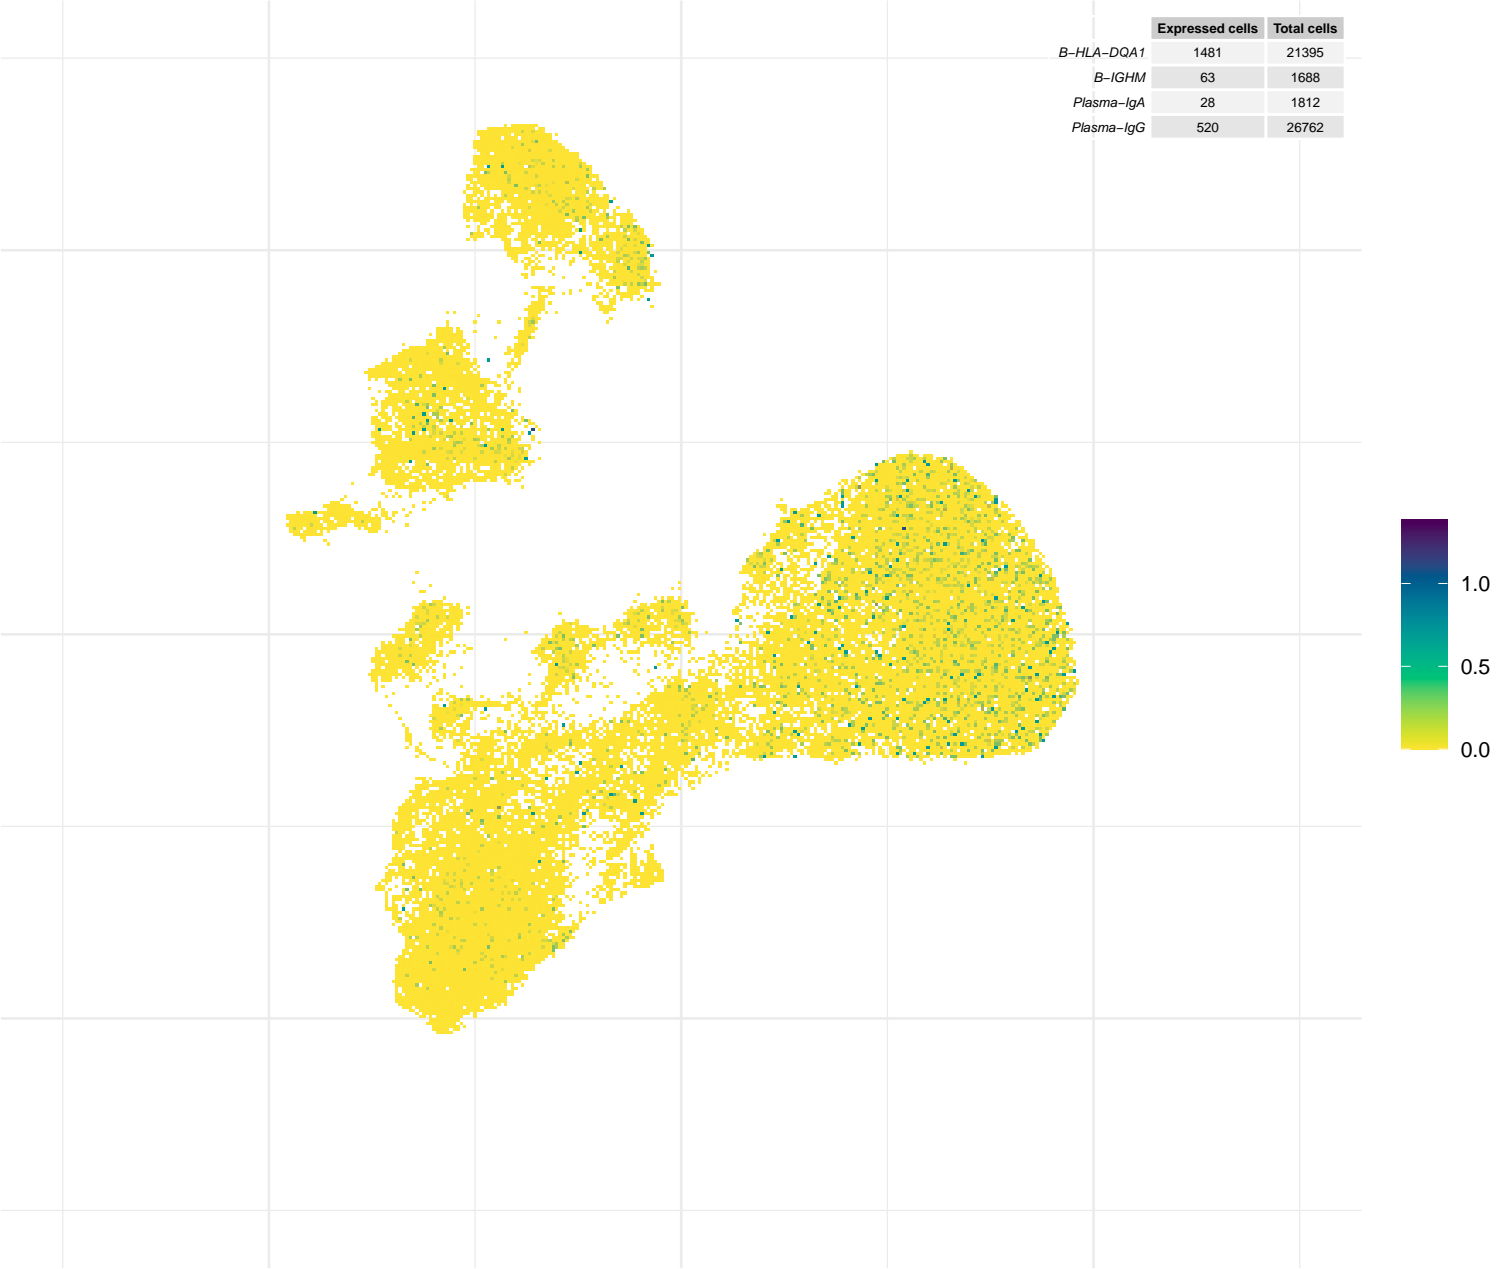 Expressed cells Total cells
B−HLA−DQA1 1481 21395
B−IGHM 63 1688
Plasma−IgA 28 1812
Plasma−IgG 520 26762
1.0
0.5
0.0